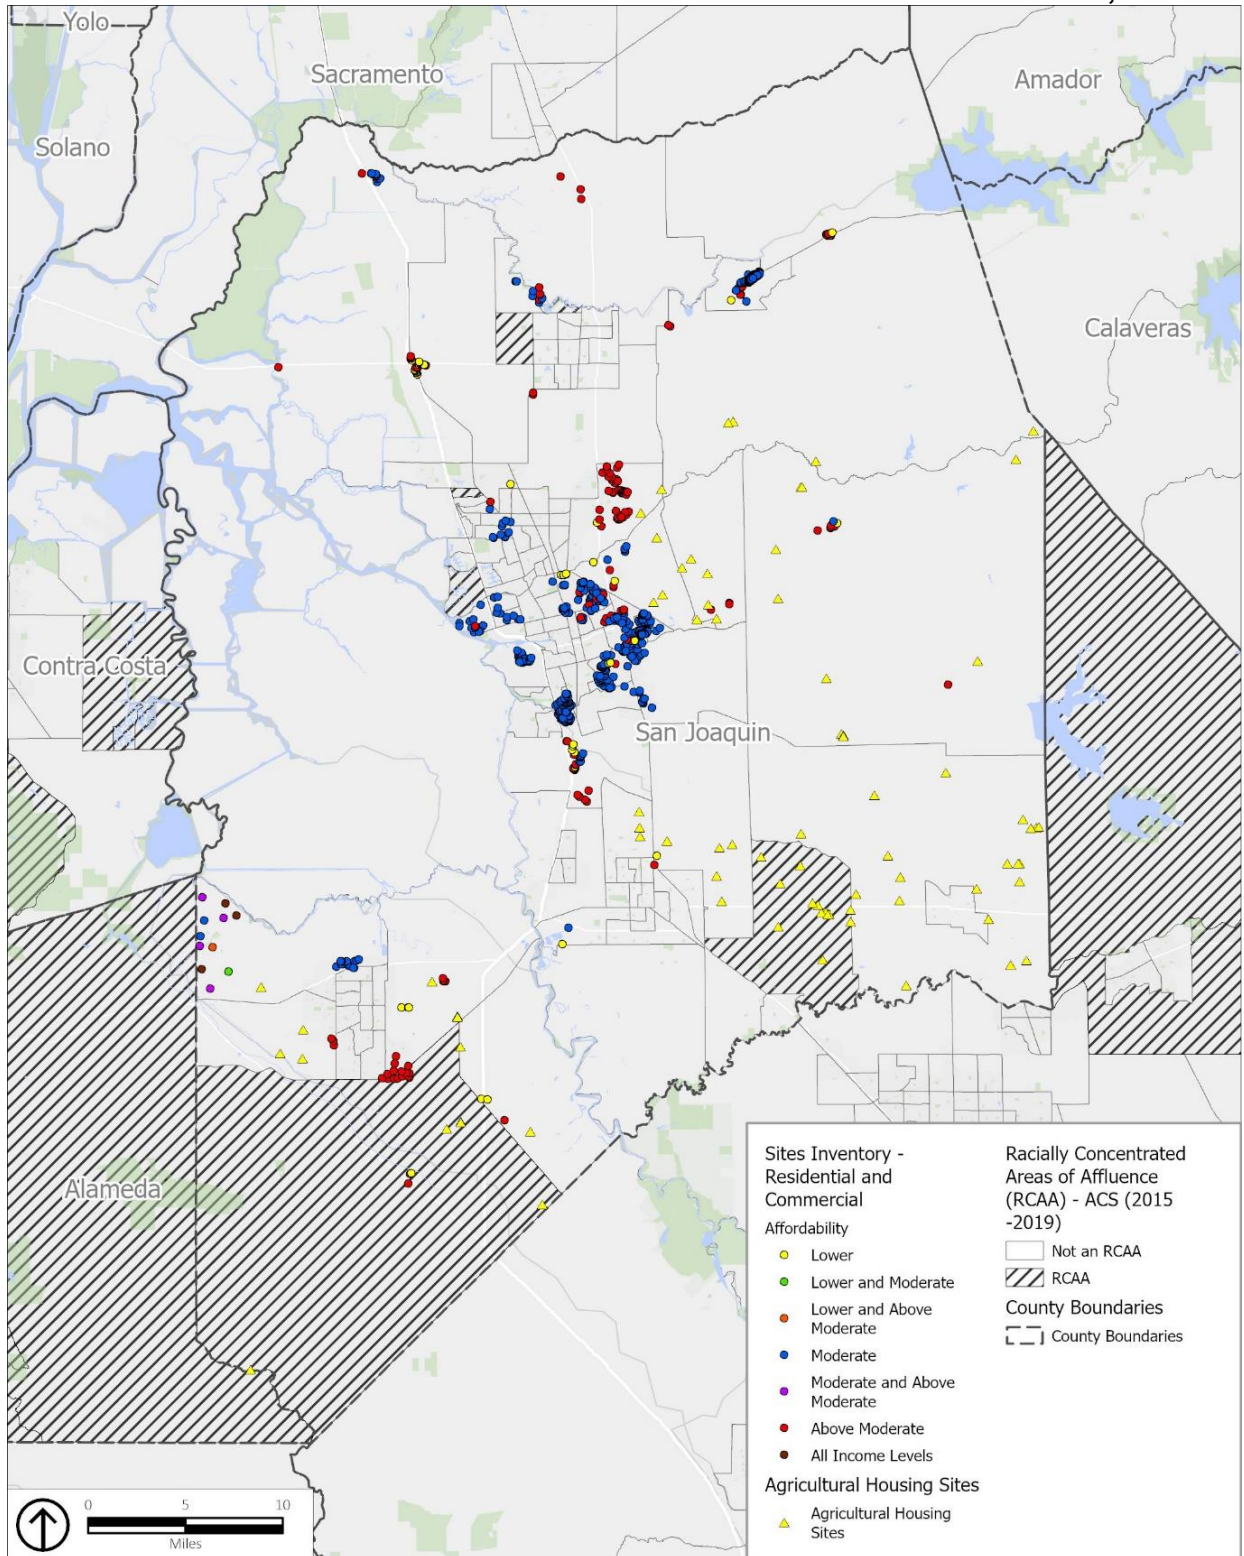 Yolo
Sacramento
Amador
Solano
Calaveras
Contra Costa
San Joaquin
Alameda
Sites Inventory -
Residential and
Commercial
Affordability
Lower
Lower and Moderate
Lower and Above
Moderate
Moderate
Moderate and Above
Moderate
Above Moderate
All Income Levels
Agricultural Housing Sites
Agricultural Housing
Sites
Racially Concentrated
Areas of Affluence
(RCAA) - ACS (2015
-2019)
Not an RCAA
RCAA
County Boundaries
County Boundaries
0 5 10
Miles